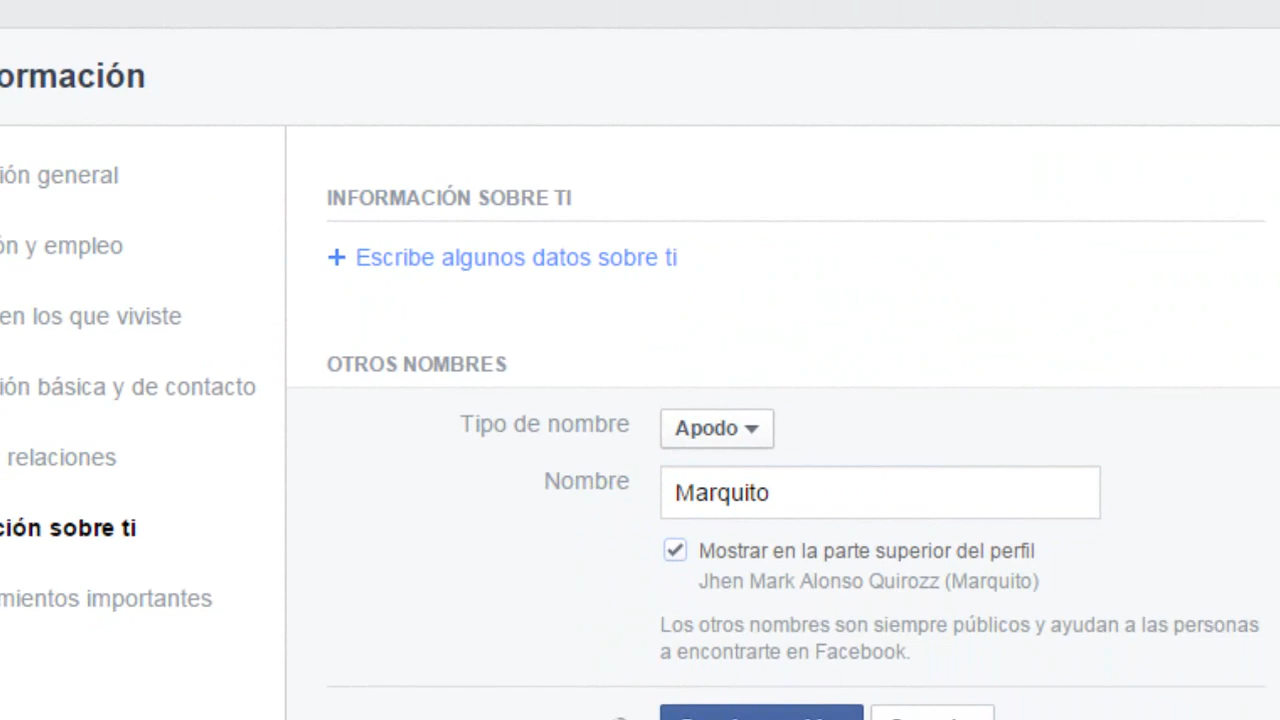 ormación
ión general
ón y empleo
en los que viviste
ión básica y de contacto
relaciones
ción sobre ti
mientos importantes
INFORMACIÓN SOBRE TI
+ Escribe algunos datos sobre ti
OTROS NOMBRES
Tipo de nombre
Apodo
Nombre
Marquito
Mostrar en la parte superior del perfil
Jhen Mark Alonso Quirozz (Marquito)
Los otros nombres son siempre públicos y ayudan a las personas
a encontrarte en Facebook.